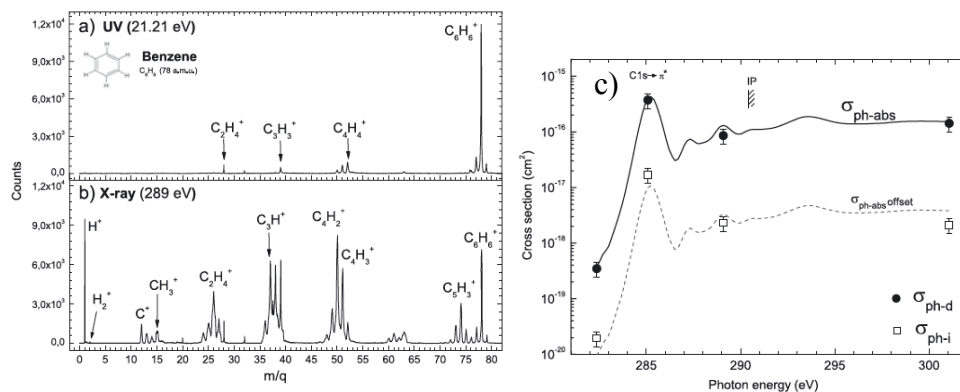 a) UV (21.21 eV)
Benzene
C₆H₆ (78 a.m.u.)
H
H
H
H
H
H
C₂H₄⁺
C₃H₃⁺
C₄H₄⁺
C₆H₆⁺
1,2x10⁴
9,0x10³
6,0x10³
3,0x10³
0,0
Counts
b) X-ray (289 eV)
H⁺
H₂⁺
C⁺
CH₃⁺
C₂H₄⁺
C₃H⁺
C₄H₂⁺
C₄H₃⁺
C₅H₃⁺
C₆H₆⁺
1,2x10⁴
9,0x10³
6,0x10³
3,0x10³
0,0
0 5 10 15 20 25 30 35 40 45 50 55 60 65 70 75 80
m/q
c)
C1s→ π*
IP
σph-abs
σph-abs offset
σph-d
σph-i
10⁻¹⁵
10⁻¹⁶
10⁻¹⁷
10⁻¹⁸
10⁻¹⁹
10⁻²⁰
Cross section (cm²)
285 290 295 300
Photon energy (eV)